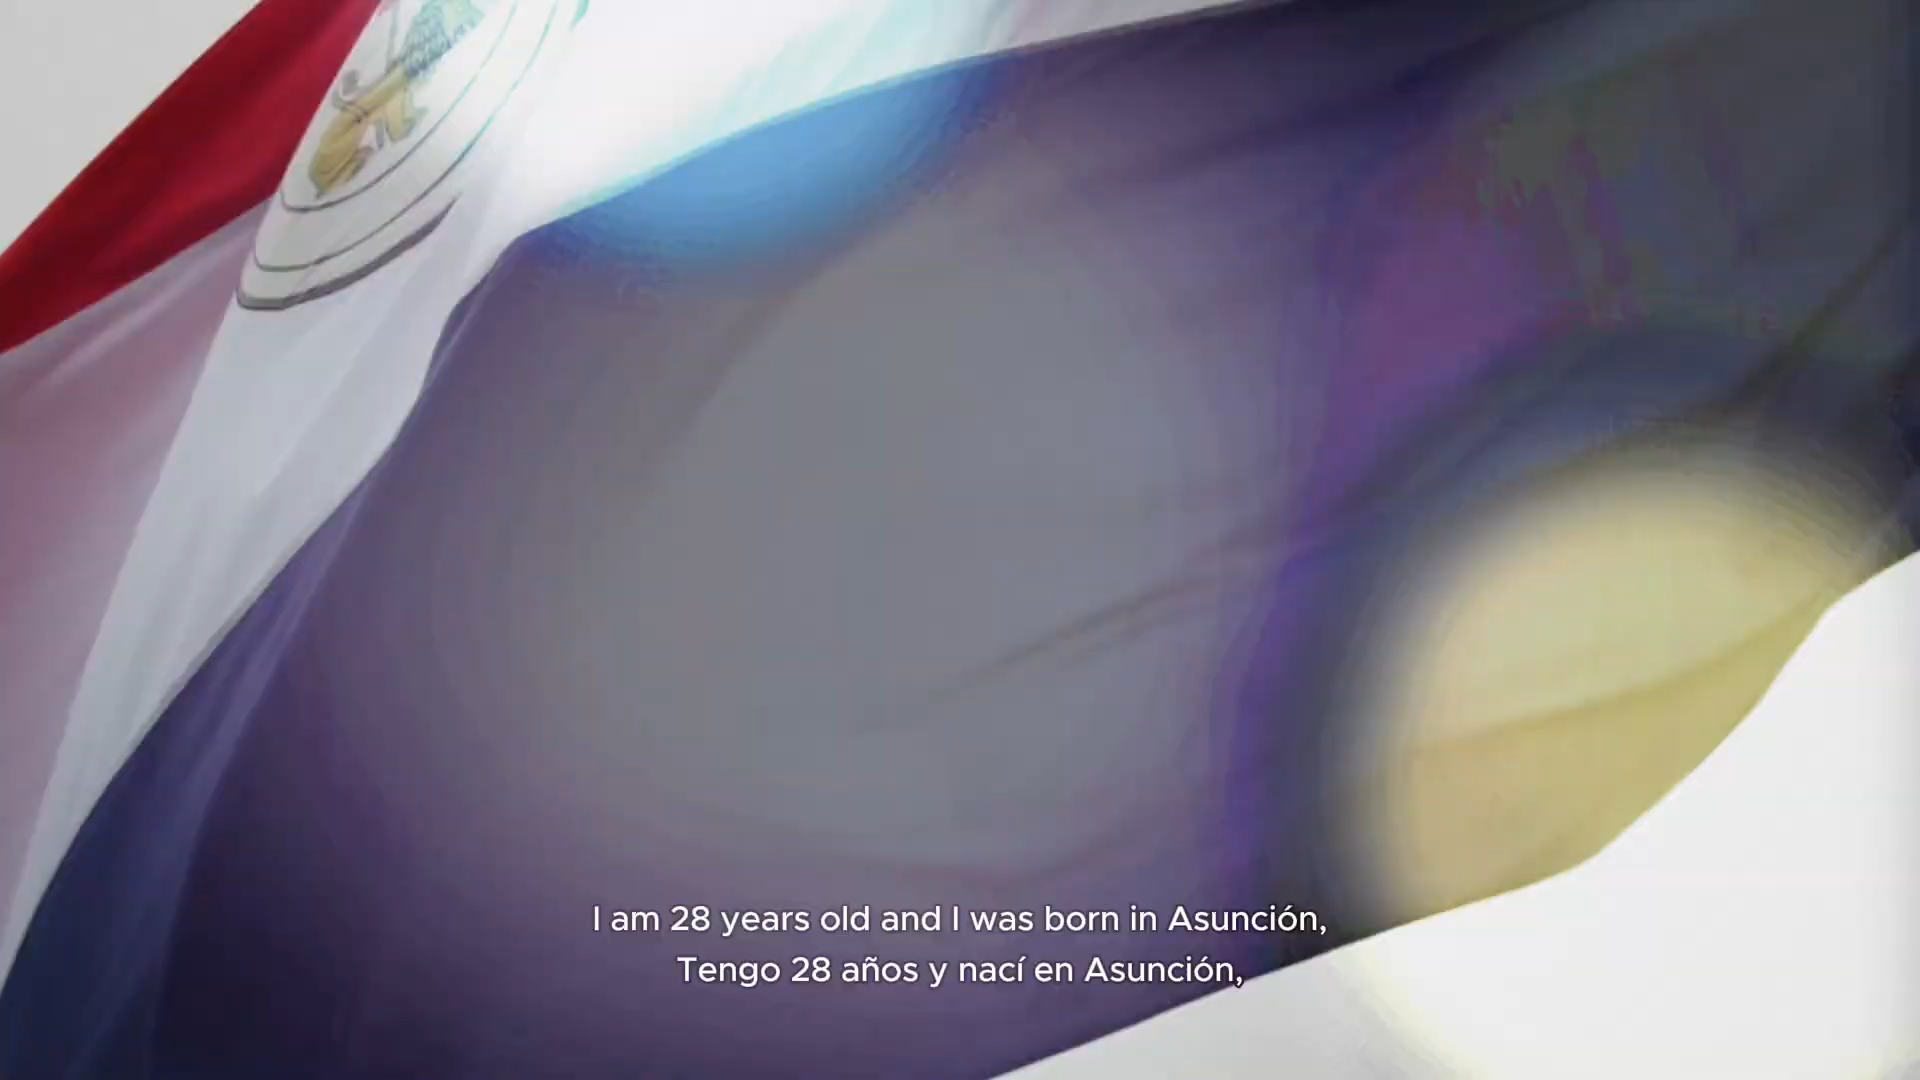 I am 28 years old and I was born in Asunción,
Tengo 28 años y nací en Asunción,